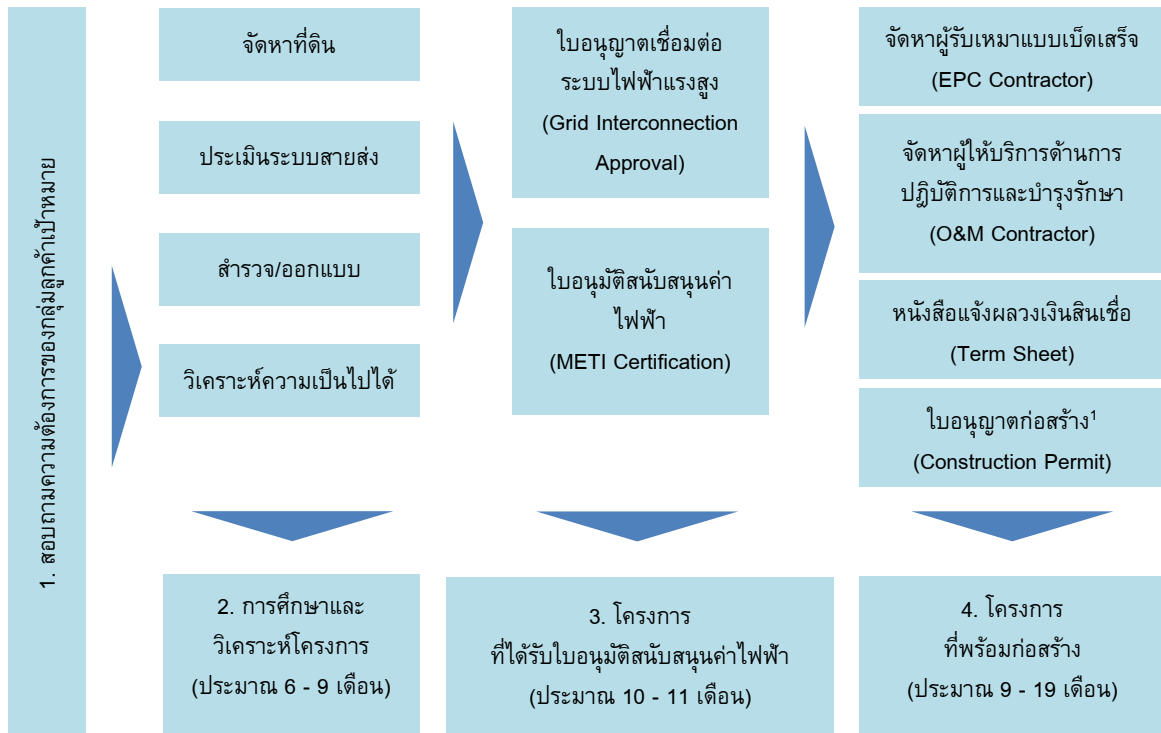 1. สอบถามความต้องการของกลุ่มลูกค้าเป้าหมาย
จัดหาที่ดิน
ประเมินระบบสายส่ง
สำรวจ/ออกแบบ
วิเคราะห์ความเป็นไปได้
2. การศึกษาและ
วิเคราะห์โครงการ
(ประมาณ 6 - 9 เดือน)
ใบอนุญาตเชื่อมต่อ
ระบบไฟฟ้าแรงสูง
(Grid Interconnection
Approval)
ใบอนุมัติสนับสนุนค่า
ไฟฟ้า
(METI Certification)
3. โครงการ
ที่ได้รับใบอนุมัติสนับสนุนค่าไฟฟ้า
(ประมาณ 10 - 11 เดือน)
จัดหาผู้รับเหมาแบบเบ็ดเสร็จ
(EPC Contractor)
จัดหาผู้ให้บริการด้านการ
ปฎิบัติการและบำรุงรักษา
(O&M Contractor)
หนังสือแจ้งผลวงเงินสินเชื่อ
(Term Sheet)
ใบอนุญาตก่อสร้าง¹
(Construction Permit)
4. โครงการ
ที่พร้อมก่อสร้าง
(ประมาณ 9 - 19 เดือน)